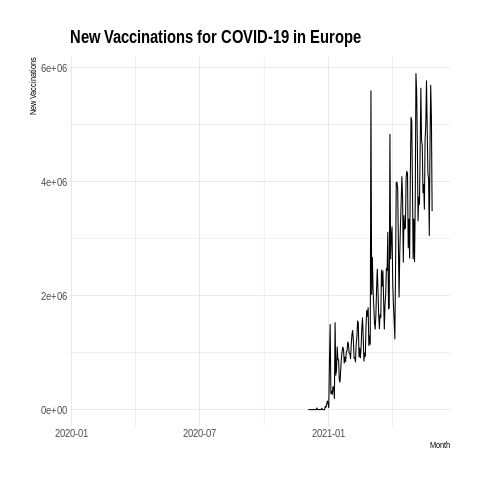 New Vaccinations for COVID-19 in Europe
New Vaccinations
6e+06
4e+06
2e+06
0e+00
2020-01
2020-07
2021-01
Month